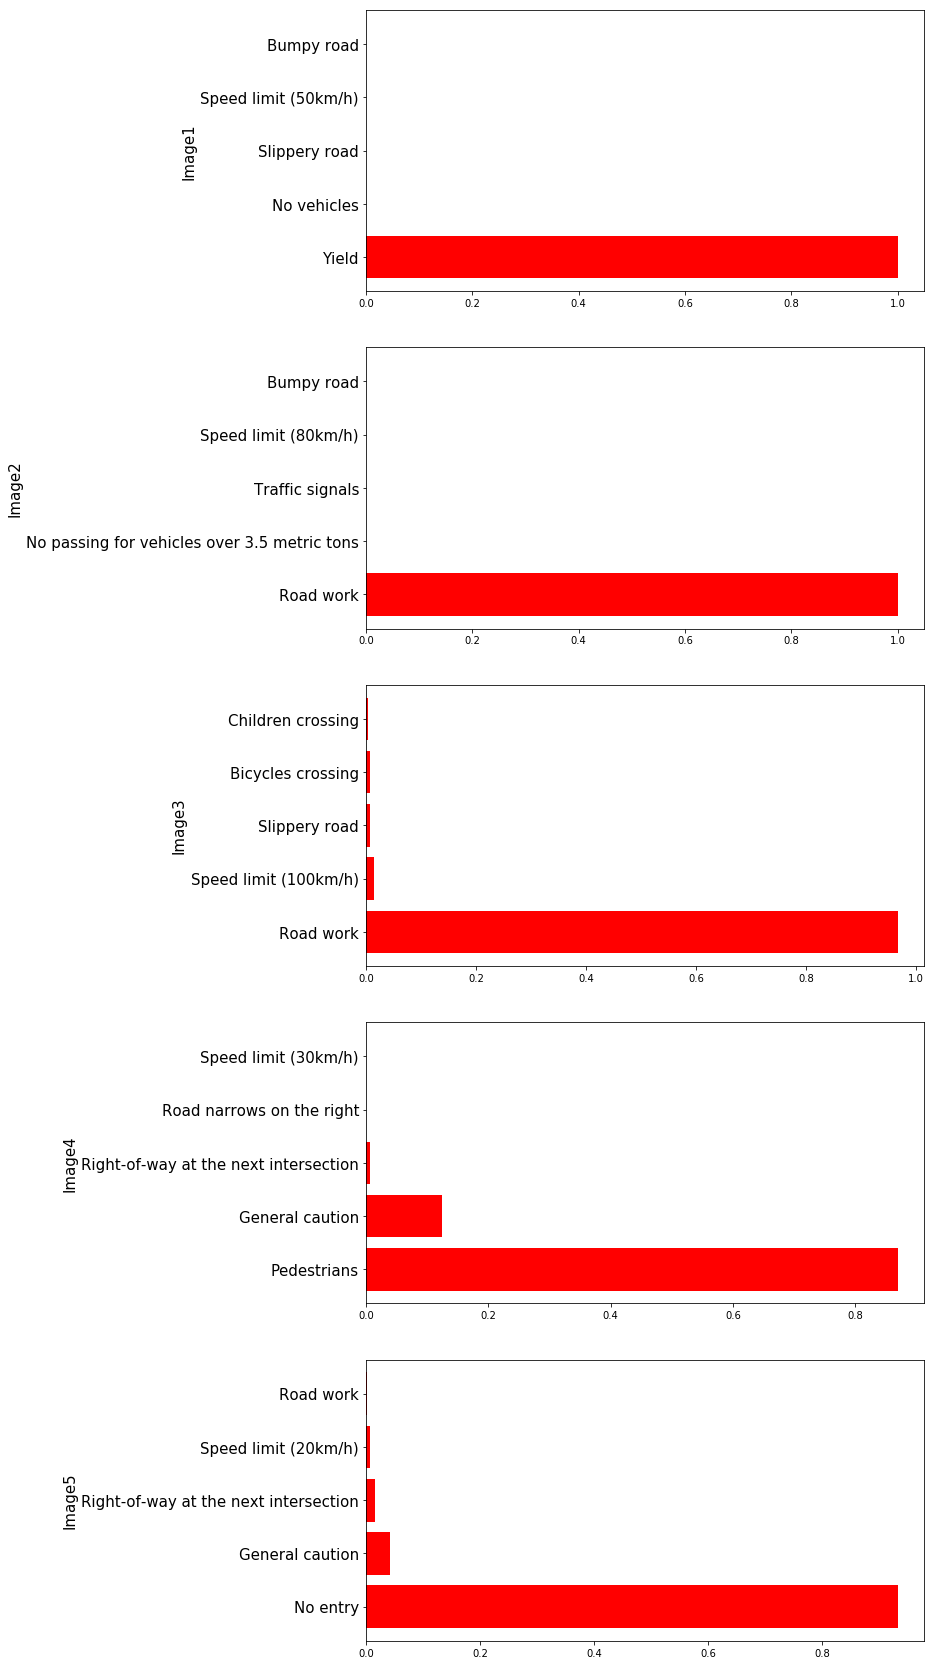 Image1
Bumpy road
Speed limit (50km/h)
Slippery road
No vehicles
Yield
0.0 0.2 0.4 0.6 0.8 1.0
Image2
Bumpy road
Speed limit (80km/h)
Traffic signals
No passing for vehicles over 3.5 metric tons
Road work
0.0 0.2 0.4 0.6 0.8 1.0
Image3
Children crossing
Bicycles crossing
Slippery road
Speed limit (100km/h)
Road work
0.0 0.2 0.4 0.6 0.8 1.0
Image4
Speed limit (30km/h)
Road narrows on the right
Right-of-way at the next intersection
General caution
Pedestrians
0.0 0.2 0.4 0.6 0.8
Image5
Road work
Speed limit (20km/h)
Right-of-way at the next intersection
General caution
No entry
0.0 0.2 0.4 0.6 0.8